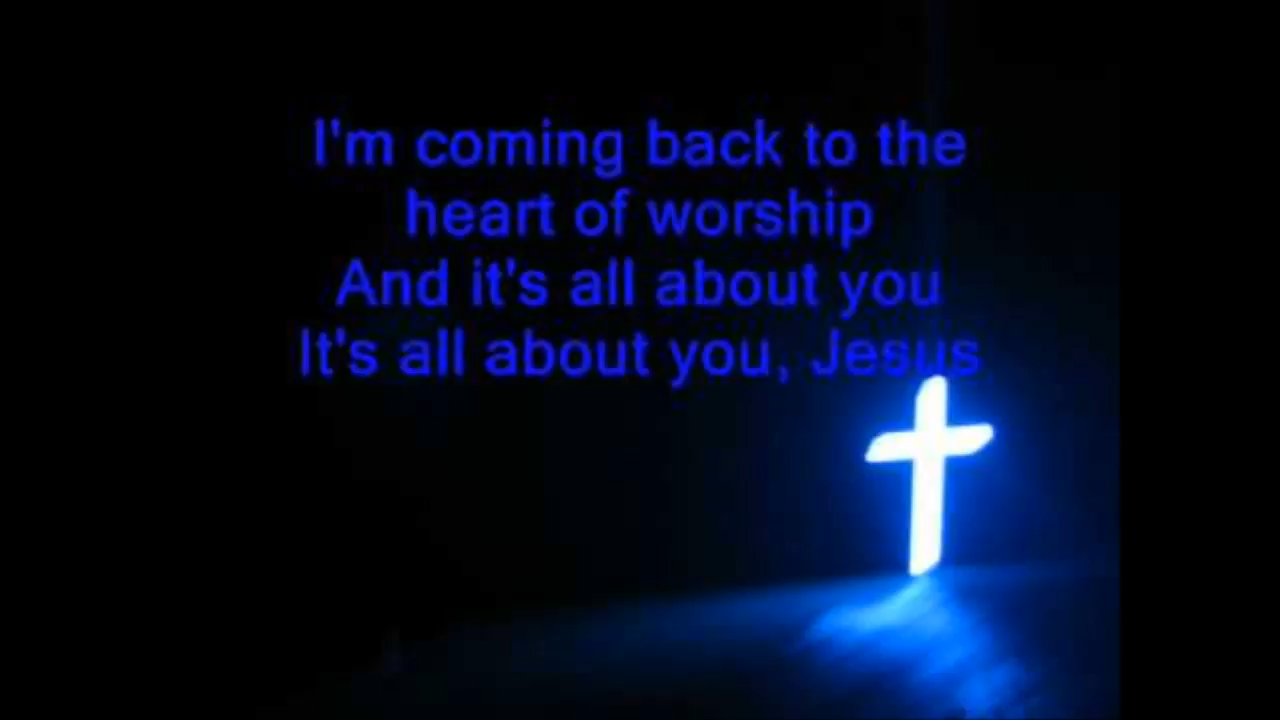 I'm coming back to the
heart of worship
And it's all about you
It's all about you, Jesus